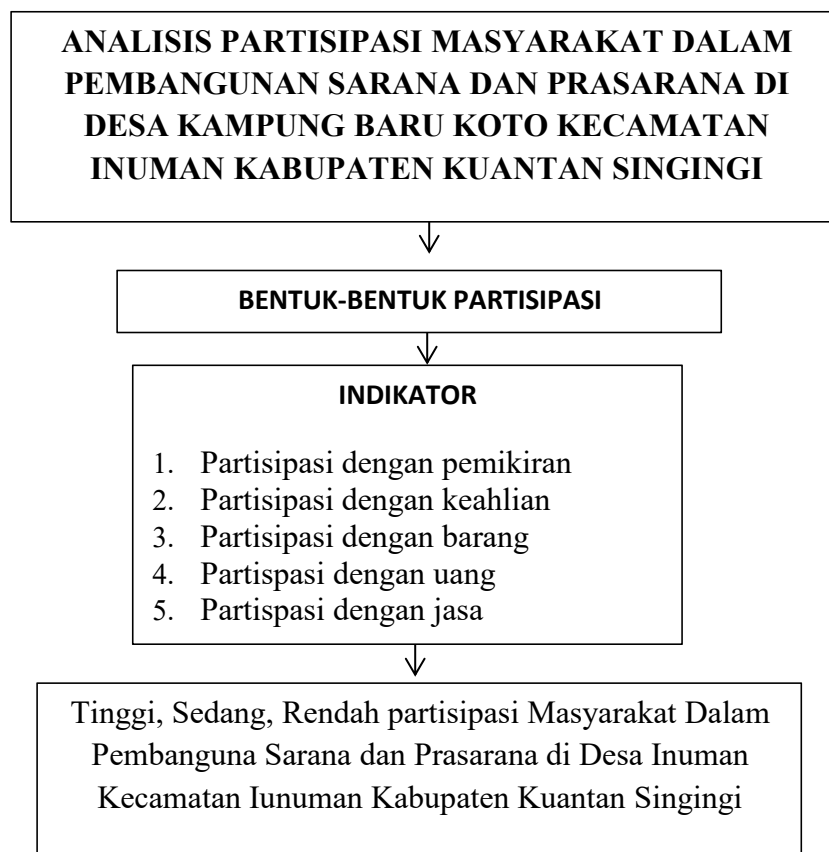 ANALISIS PARTISIPASI MASYARAKAT DALAM
PEMBANGUNAN SARANA DAN PRASARANA DI
DESA KAMPUNG BARU KOTO KECAMATAN
INUMAN KABUPATEN KUANTAN SINGINGI
BENTUK-BENTUK PARTISIPASI
INDIKATOR
1. Partisipasi dengan pemikiran
2. Partisipasi dengan keahlian
3. Partisipasi dengan barang
4. Partispasi dengan uang
5. Partispasi dengan jasa
Tinggi, Sedang, Rendah partisipasi Masyarakat Dalam
Pembanguna Sarana dan Prasarana di Desa Inuman
Kecamatan Iunuman Kabupaten Kuantan Singingi